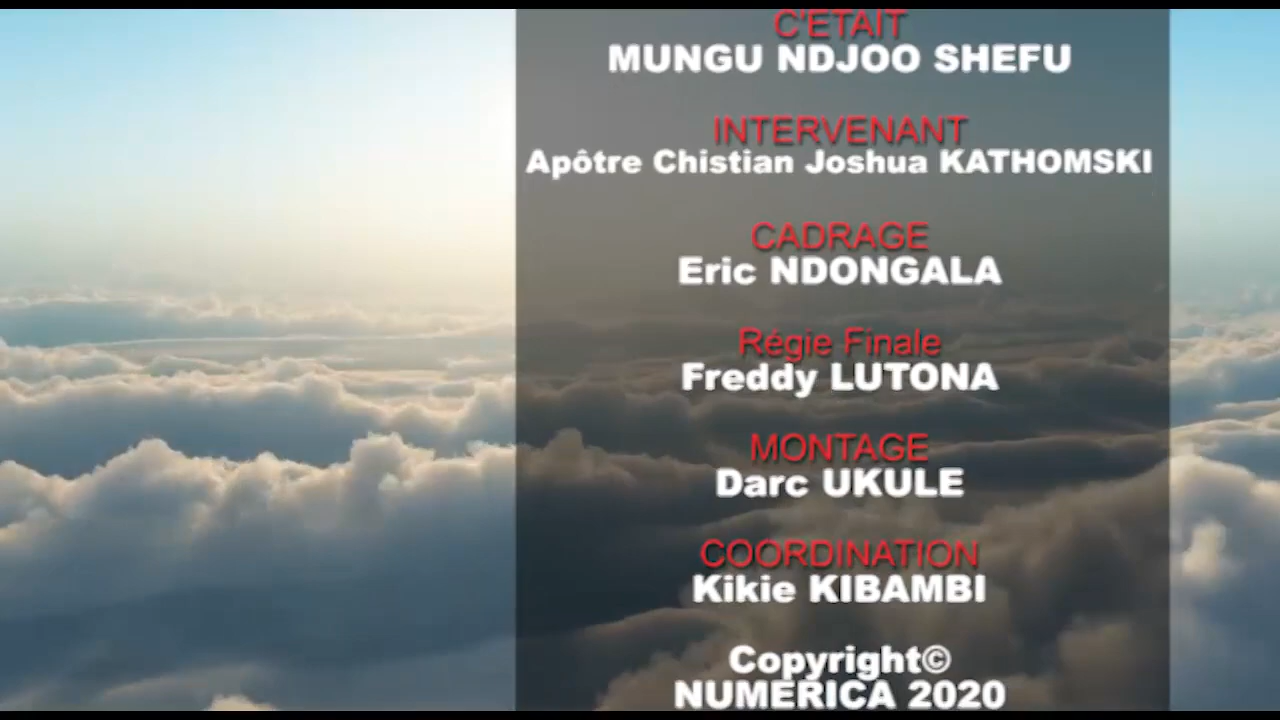 C'ETAIT
MUNGU NDJOO SHEFU
INTERVENANT
Apôtre Chistian Joshua KATHOMSKI
CADRAGE
Eric NDONGALA
Régie Finale
Freddy LUTONA
MONTAGE
Darc UKULE
COORDINATION
Kikie KIBAMBI
Copyright©
NUMERICA 2020